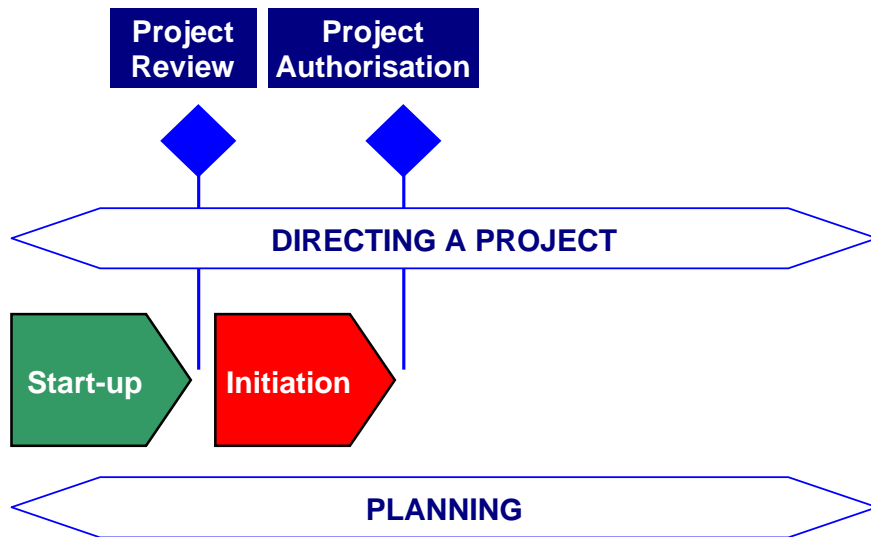 Project
Review
Project
Authorisation
DIRECTING A PROJECT
Start-up
Initiation
PLANNING